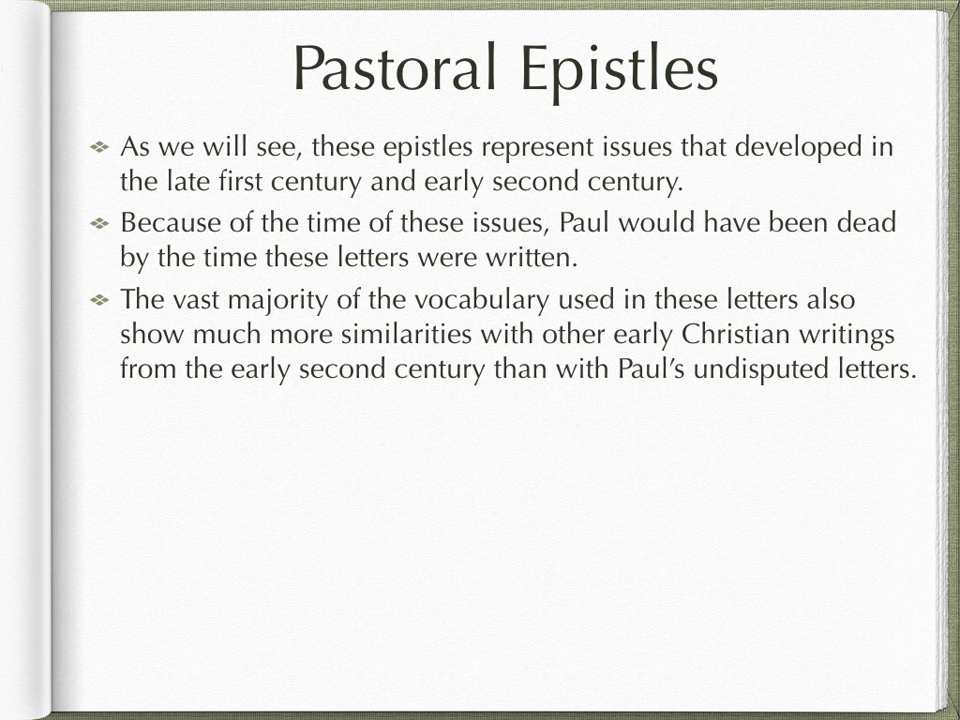 Pastoral Epistles
As we will see, these epistles represent issues that developed in
the late first century and early second century.
Because of the time of these issues, Paul would have been dead
by the time these letters were written.
The vast majority of the vocabulary used in these letters also
show much more similarities with other early Christian writings
from the early second century than with Paul’s undisputed letters.